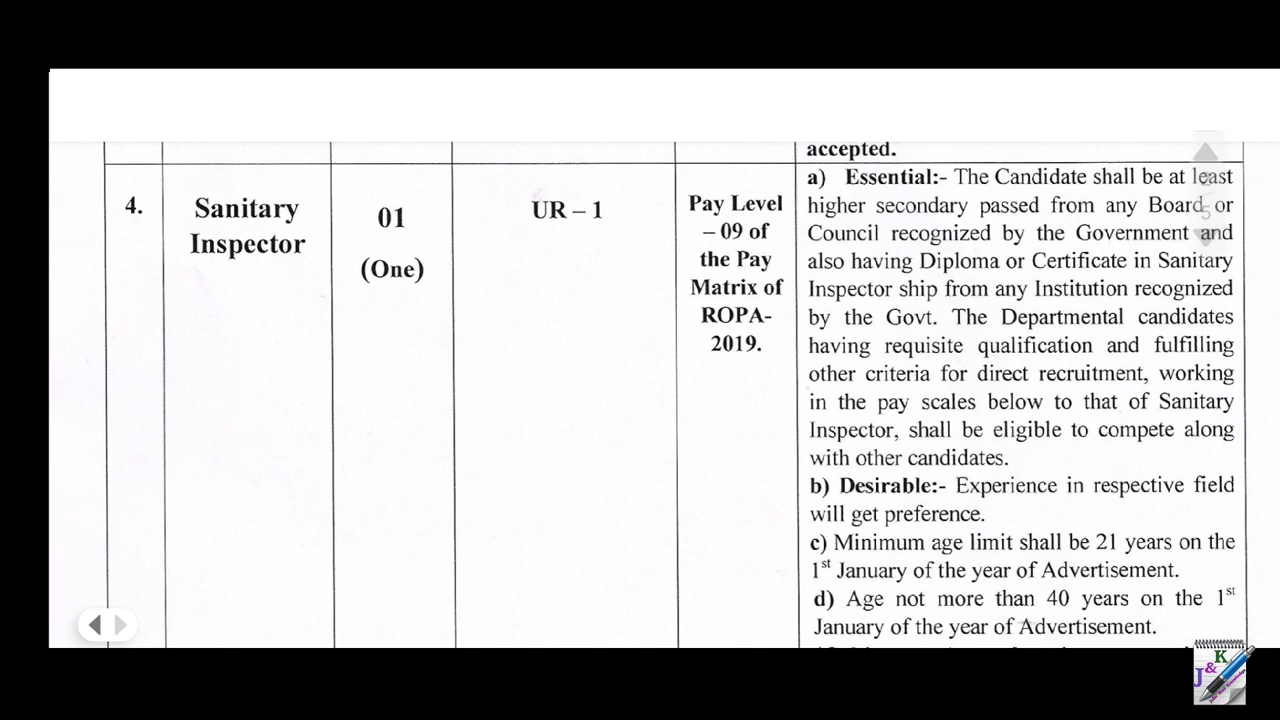 accepted.
4.
Sanitary
Inspector
01
(One)
UR – 1
Pay Level
– 09 of
the Pay
Matrix of
ROPA-
2019.
a) Essential:- The Candidate shall be at least
higher secondary passed from any Board or
Council recognized by the Government and
also having Diploma or Certificate in Sanitary
Inspector ship from any Institution recognized
by the Govt. The Departmental candidates
having requisite qualification and fulfilling
other criteria for direct recruitment, working
in the pay scales below to that of Sanitary
Inspector, shall be eligible to compete along
with other candidates.
b) Desirable:- Experience in respective field
will get preference.
c) Minimum age limit shall be 21 years on the
1st January of the year of Advertisement.
d) Age not more than 40 years on the 1st
January of the year of Advertisement.
5
J&K